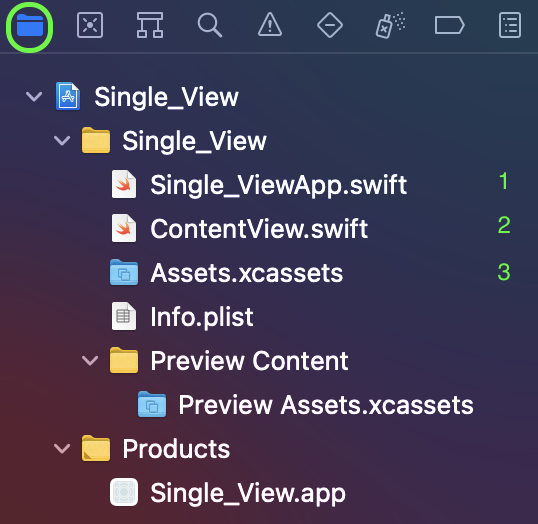 Single_View
Single_View
Single_ViewApp.swift 1
ContentView.swift 2
Assets.xcassets 3
Info.plist
Preview Content
Preview Assets.xcassets
Products
Single_View.app